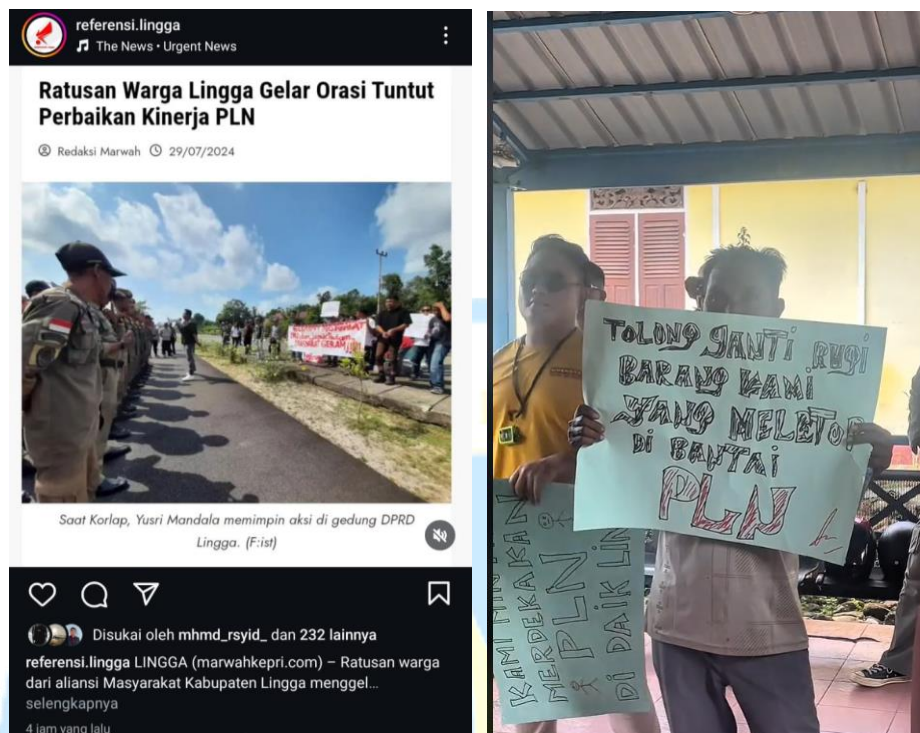 referensi.lingga
The News • Urgent News
Ratusan Warga Lingga Gelar Orasi Tuntut
Perbaikan Kinerja PLN
Redaksi Marwah 29/07/2024
Saat Korlap, Yusri Mandala memimpin aksi di gedung DPRD
Lingga. (F:ist)
Disukai oleh mhmd_rsyid_ dan 232 lainnya
referensi.lingga LINGGA (marwahkepri.com) – Ratusan warga
dari aliansi Masyarakat Kabupaten Lingga menggel...
selengkapnya
4 jam yang lalu
TOLONG GANTI RUGI
BARANG KAMI
YANG MELETOP
DI BANTAI
PLN
KAMI
MERDEKAKAN
PLN
DI DAIK LIN